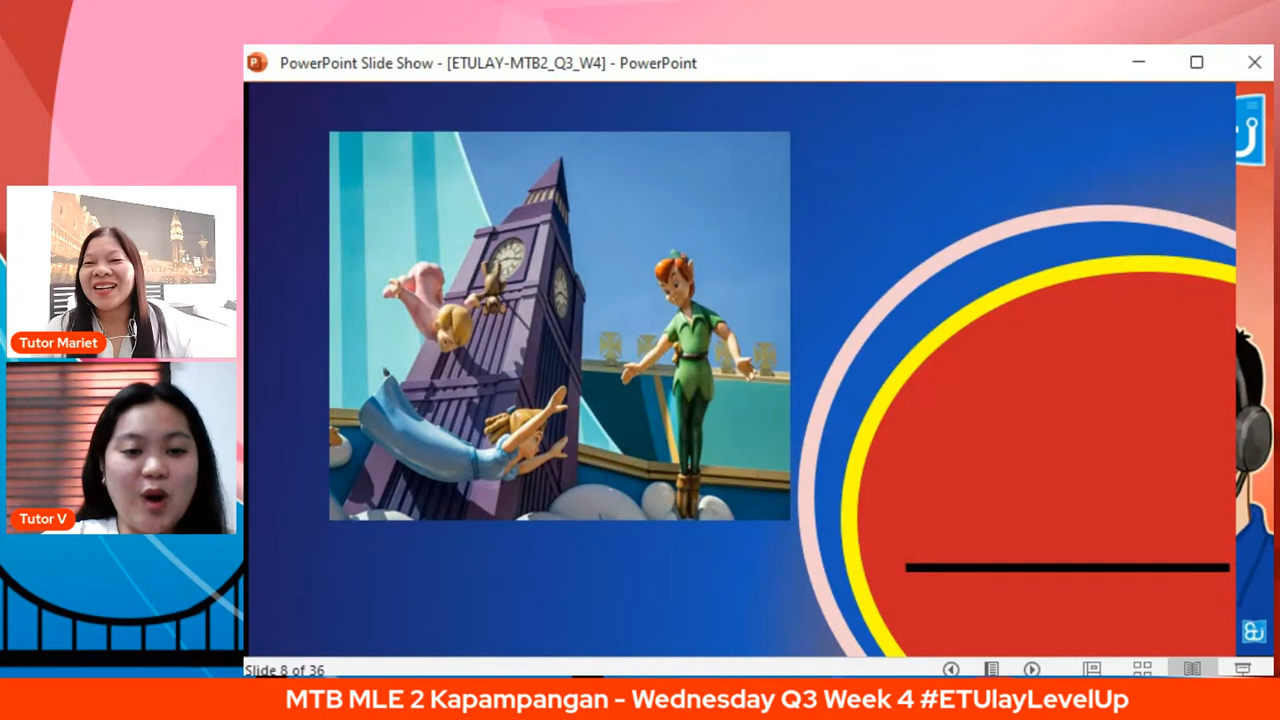 PowerPoint Slide Show - [ETULAY-MTB2_Q3_W4] - PowerPoint
Tutor Mariet
Tutor V
Slide 8 of 36
MTB MLE 2 Kapampangan - Wednesday Q3 Week 4 #ETUlayLevelUp